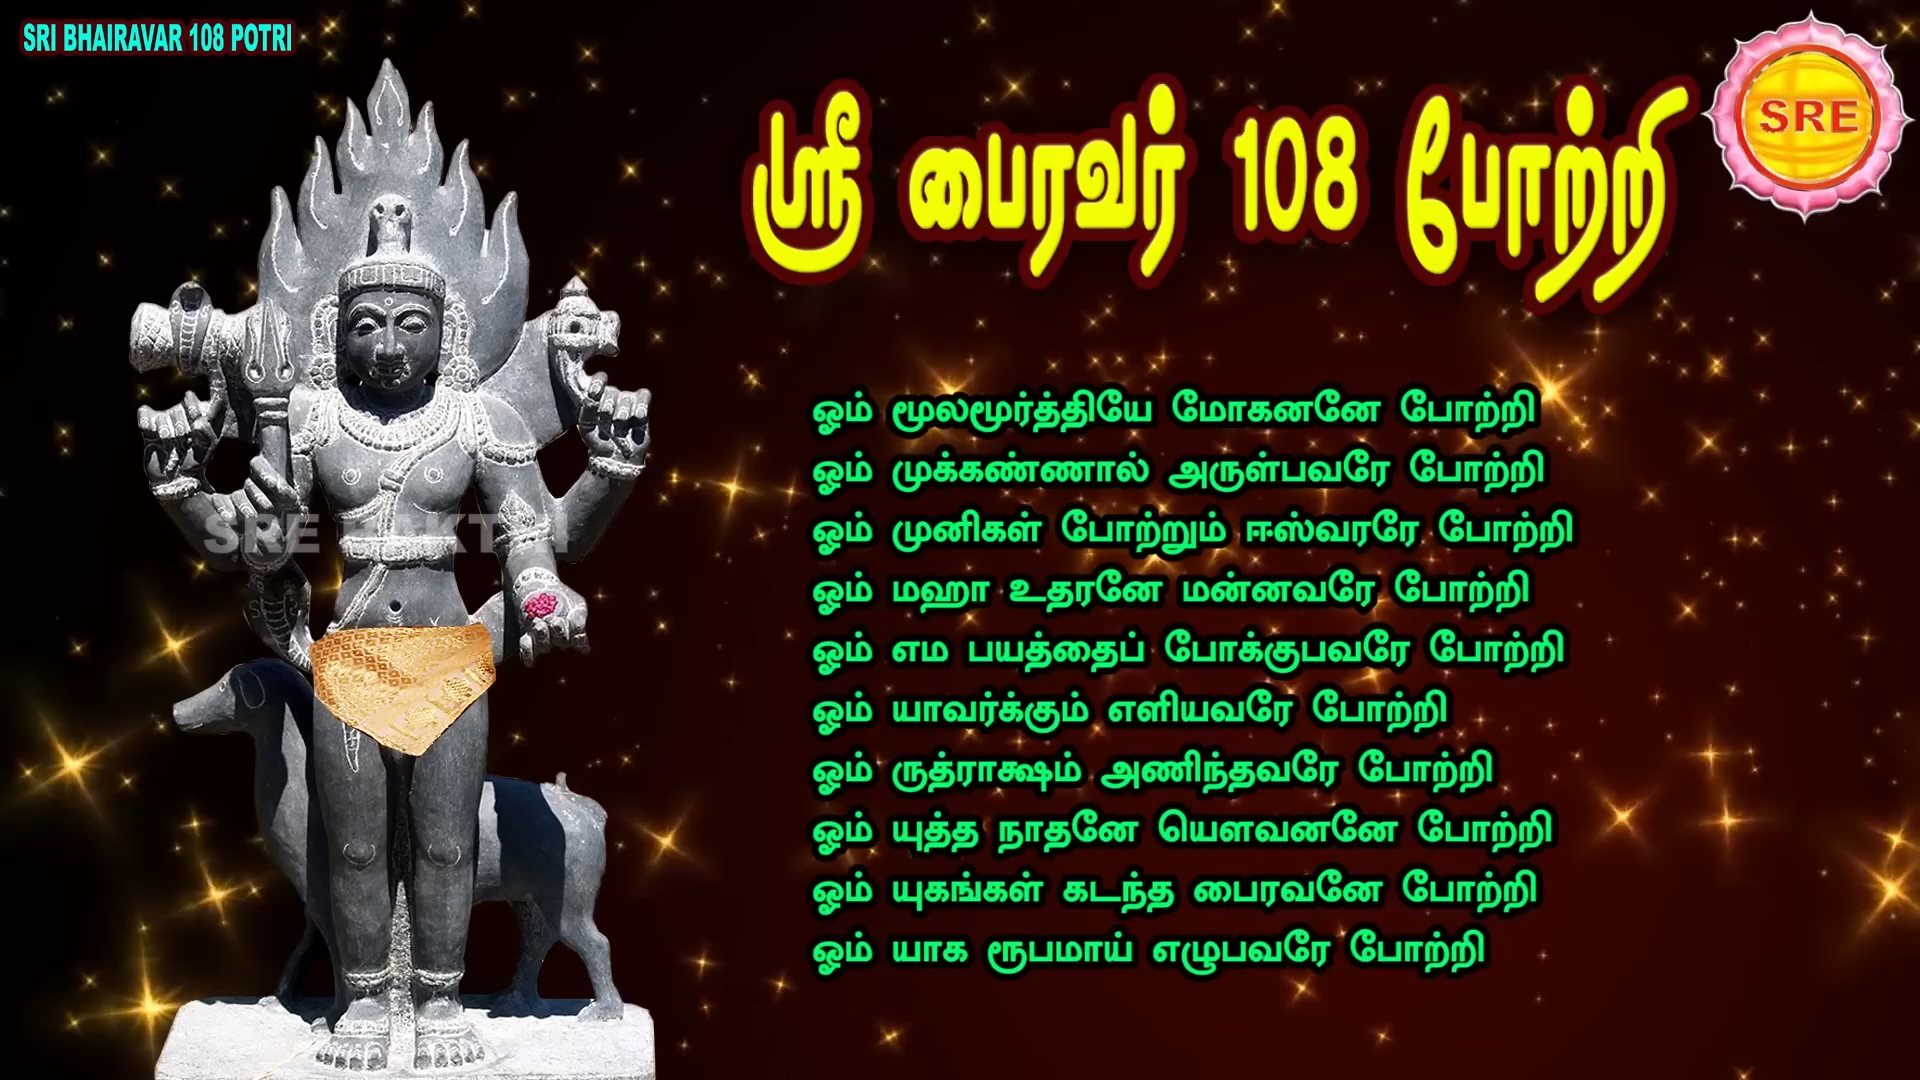 SRI BHAIRAVAR 108 POTRI
SRE
ஸ்ரீ பைரவர் 108 போற்றி
ஓம் மூலமூர்த்தியே மோகனனே போற்றி
ஓம் முக்கண்ணால் அருள்பவரே போற்றி
ஓம் முனிகள் போற்றும் ஈஸ்வரரே போற்றி
ஓம் மஹா உதரனே மன்னவரே போற்றி
ஓம் எம பயத்தைப் போக்குபவரே போற்றி
ஓம் யாவர்க்கும் எளியவரே போற்றி
ஓம் ருத்ராக்ஷம் அணிந்தவரே போற்றி
ஓம் யுத்த நாதனே யௌவனனே போற்றி
ஓம் யுகங்கள் கடந்த பைரவனே போற்றி
ஓம் யாக ரூபமாய் எழுபவரே போற்றி
SRE BAKTHI